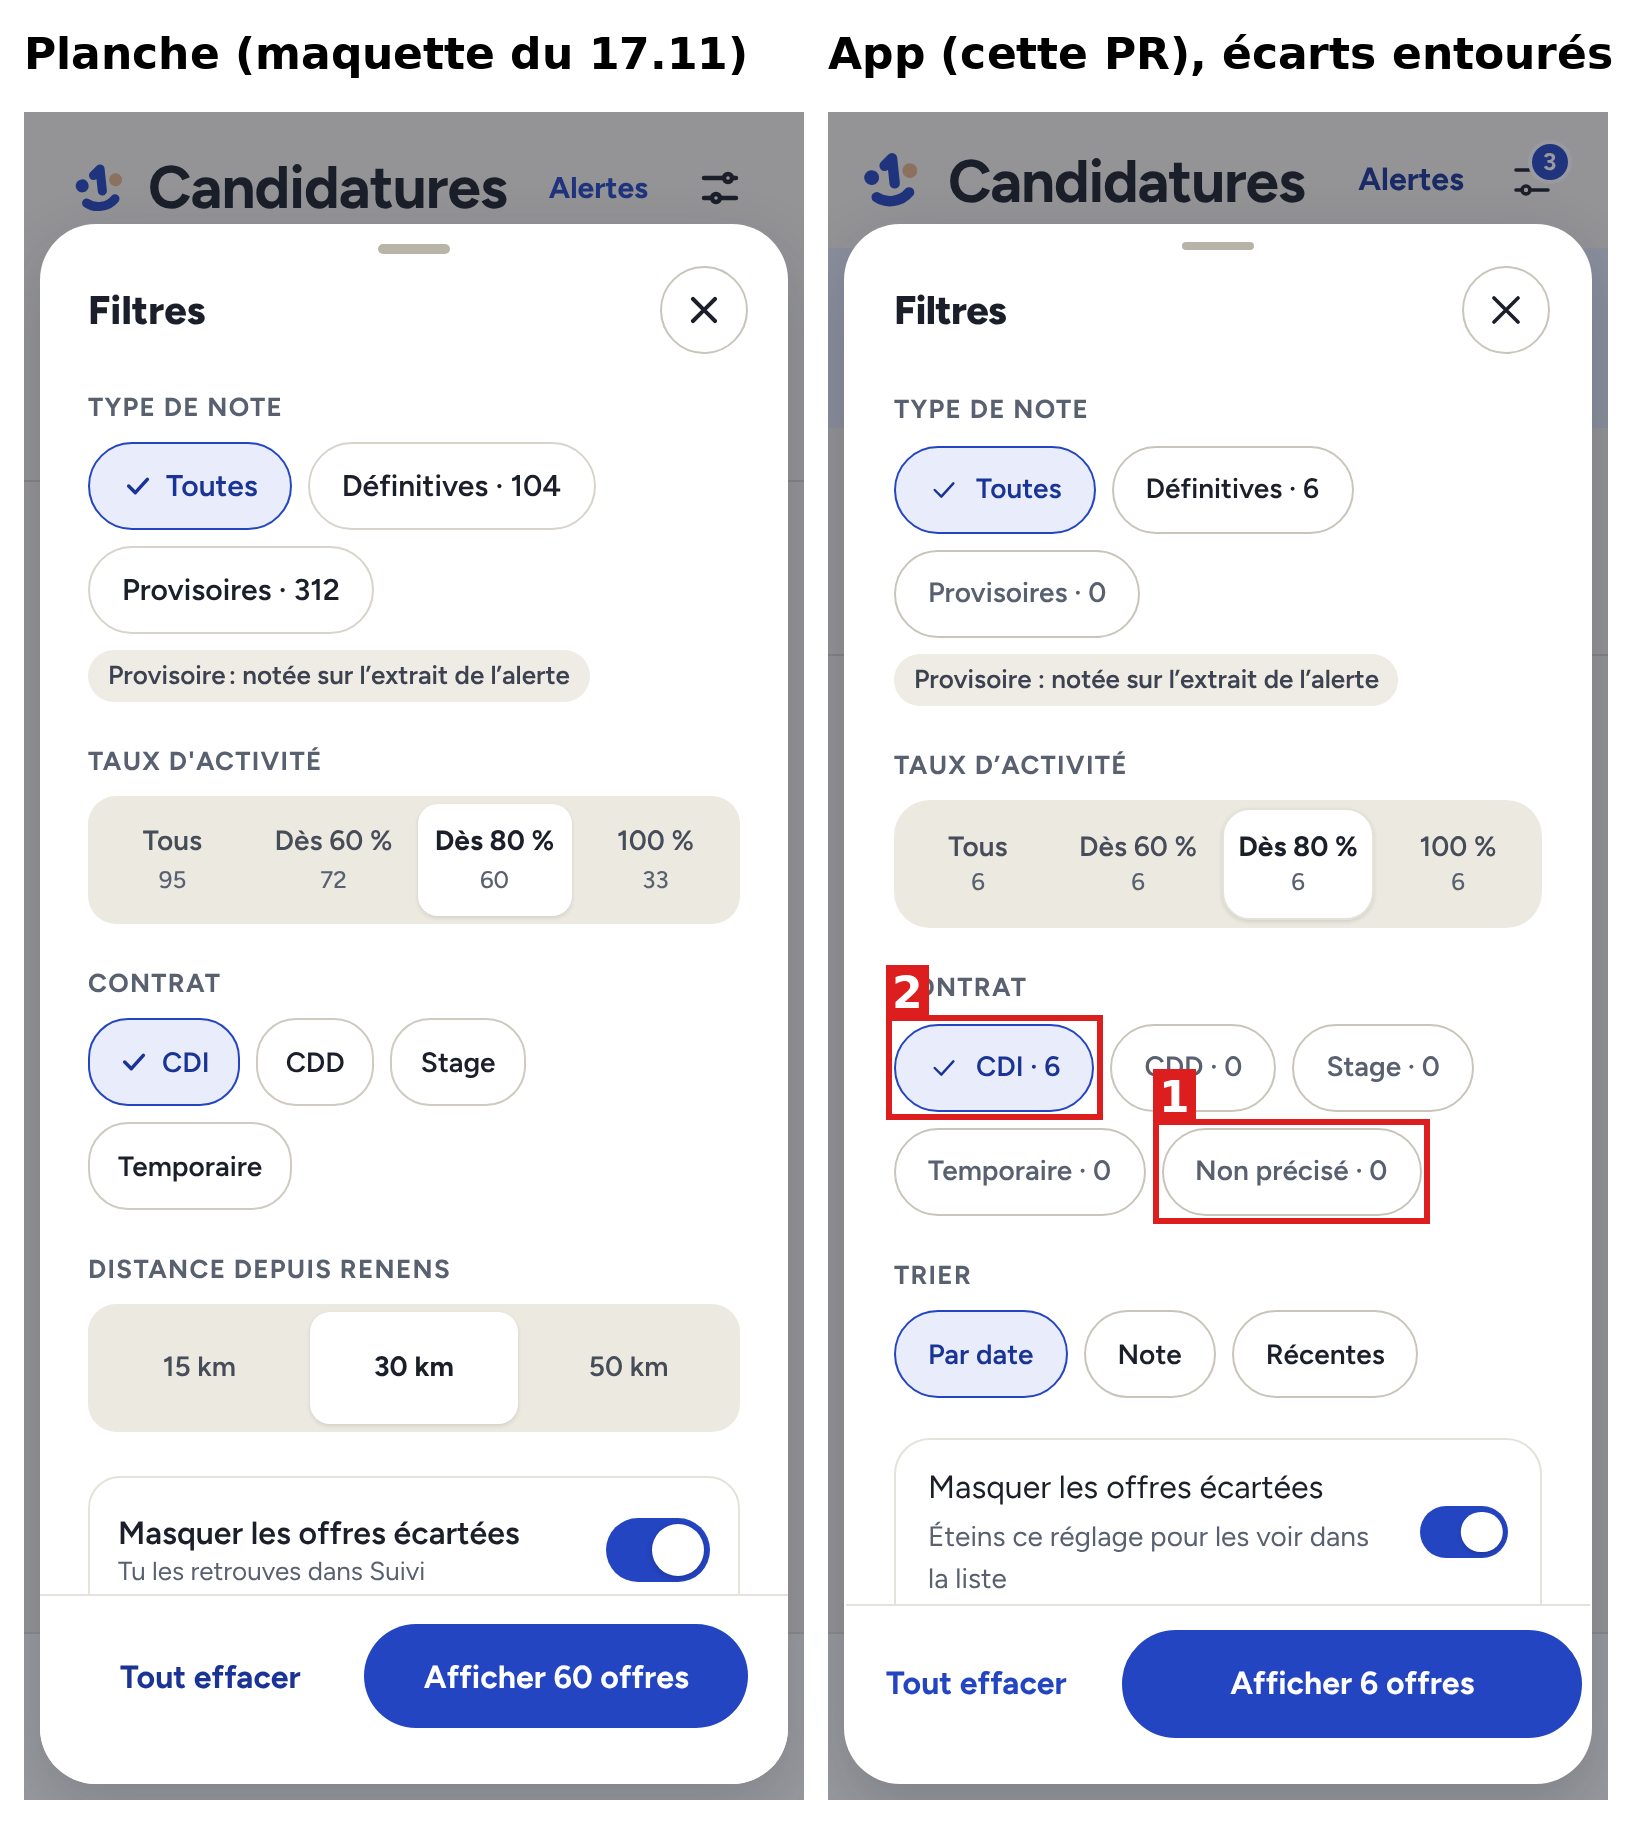 Planche (maquette du 17.11)
Candidatures Alertes
Filtres
TYPE DE NOTE
Toutes Définitives · 104
Provisoires · 312
Provisoire : notée sur l’extrait de l’alerte
TAUX D'ACTIVITÉ
Tous Dès 60 % Dès 80 % 100 %
95 72 60 33
CONTRAT
CDI CDD Stage
Temporaire
DISTANCE DEPUIS RENENS
15 km 30 km 50 km
Masquer les offres écartées
Tu les retrouves dans Suivi
Tout effacer Afficher 60 offres
App (cette PR), écarts entourés
Candidatures Alertes 3
Filtres
TYPE DE NOTE
Toutes Définitives · 6
Provisoires · 0
Provisoire : notée sur l’extrait de l’alerte
TAUX D’ACTIVITÉ
Tous Dès 60 % Dès 80 % 100 %
6 6 6 6
2 ONTRAT
CDI · 6 CDD · 0 Stage · 0
1
Temporaire · 0 Non précisé · 0
TRIER
Par date Note Récentes
Masquer les offres écartées
Éteins ce réglage pour les voir dans
la liste
Tout effacer Afficher 6 offres